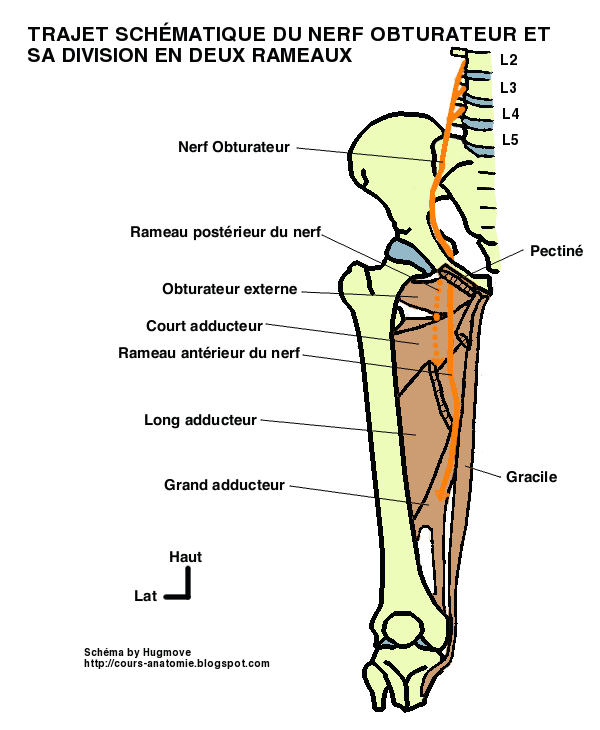 TRAJET SCHÉMATIQUE DU NERF OBTURATEUR ET
SA DIVISION EN DEUX RAMEAUX
L2
L3
L4
L5
Nerf Obturateur
Rameau postérieur du nerf
Pectiné
Obturateur externe
Court adducteur
Rameau antérieur du nerf
Long adducteur
Gracile
Grand adducteur
Haut
Lat
Schéma by Hugmove
http://cours-anatomie.blogspot.com